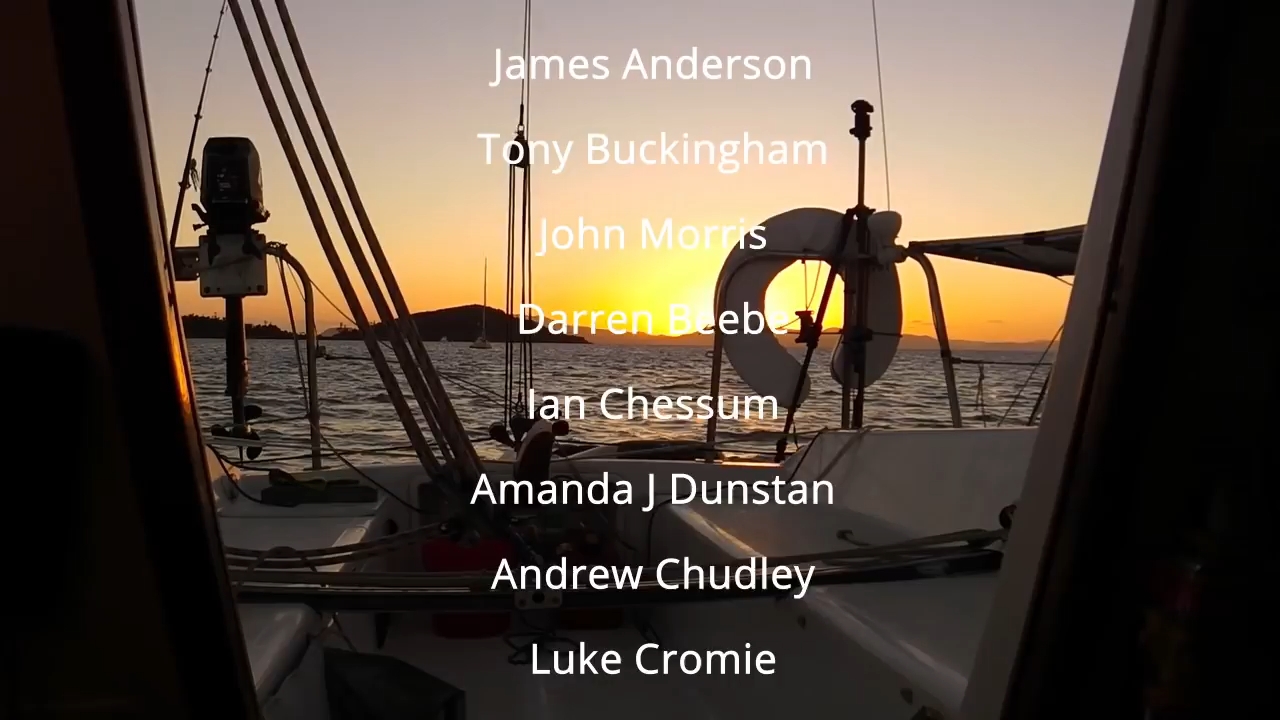 James Anderson
Tony Buckingham
John Morris
Darren Beebe
Ian Chessum
Amanda J Dunstan
Andrew Chudley
Luke Cromie